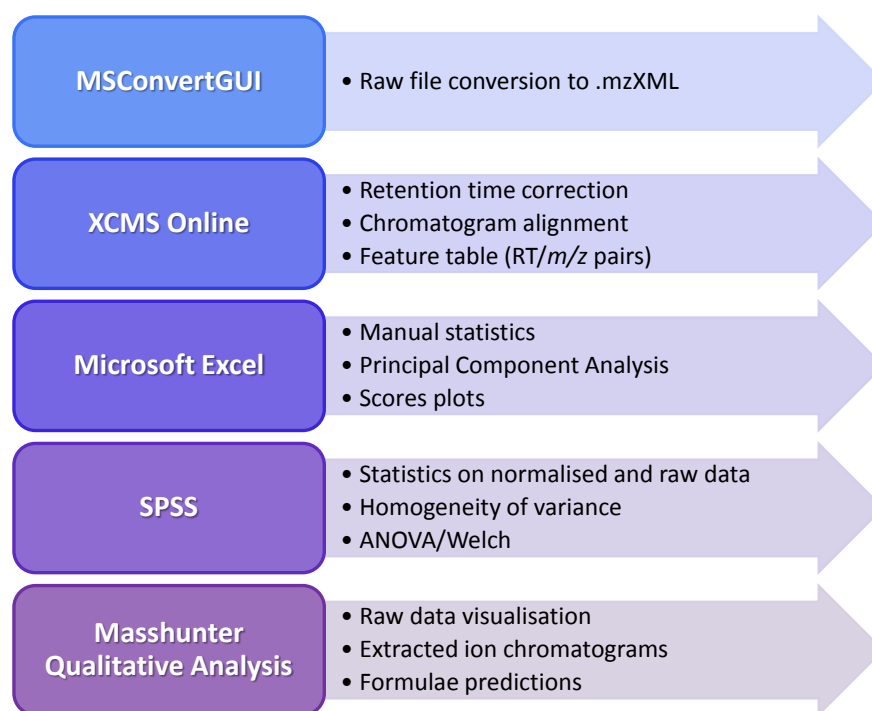 MSConvertGUI
• Raw file conversion to .mzXML
XCMS Online
• Retention time correction
• Chromatogram alignment
• Feature table (RT/m/z pairs)
Microsoft Excel
• Manual statistics
• Principal Component Analysis
• Scores plots
SPSS
• Statistics on normalised and raw data
• Homogeneity of variance
• ANOVA/Welch
Masshunter
Qualitative Analysis
• Raw data visualisation
• Extracted ion chromatograms
• Formulae predictions